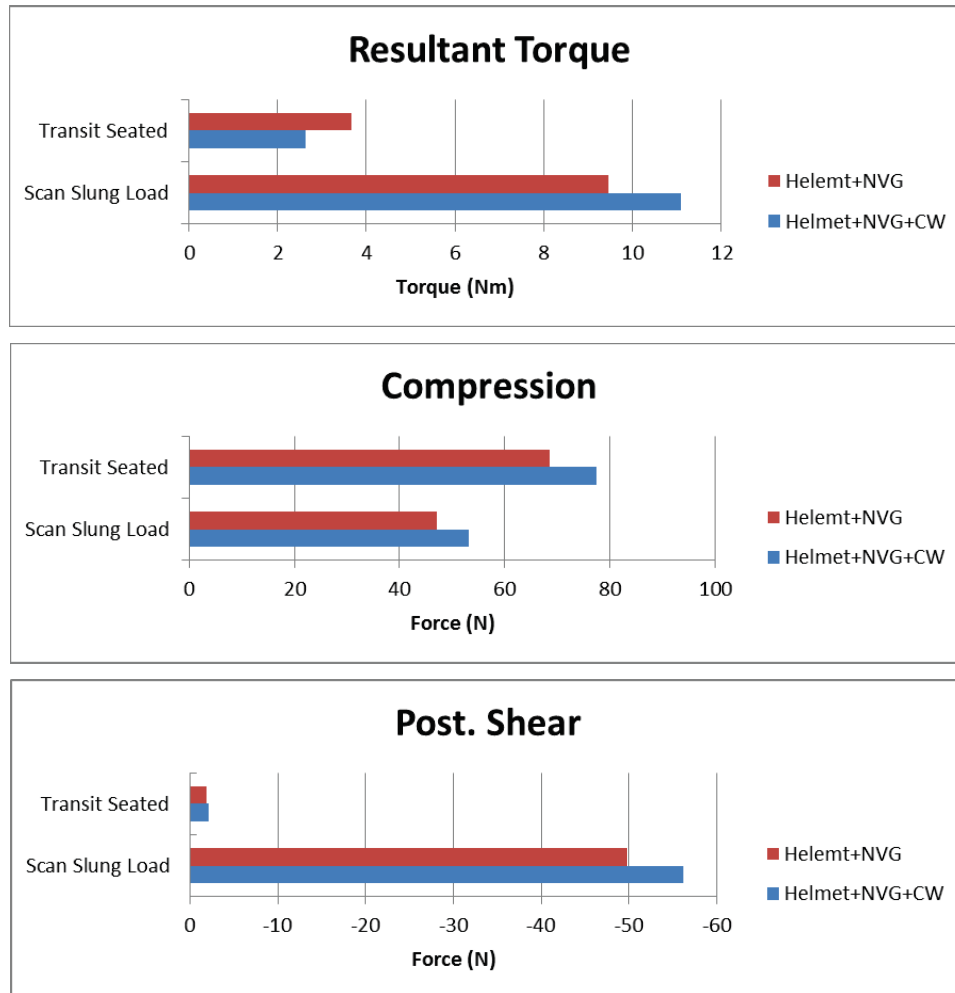 Resultant Torque
Transit Seated
Scan Slung Load
Helemt+NVG
Helmet+NVG+CW
0 2 4 6 8 10 12
Torque (Nm)
Compression
Transit Seated
Scan Slung Load
Helemt+NVG
Helmet+NVG+CW
0 20 40 60 80 100
Force (N)
Post. Shear
Transit Seated
Scan Slung Load
Helemt+NVG
Helmet+NVG+CW
0 -10 -20 -30 -40 -50 -60
Force (N)